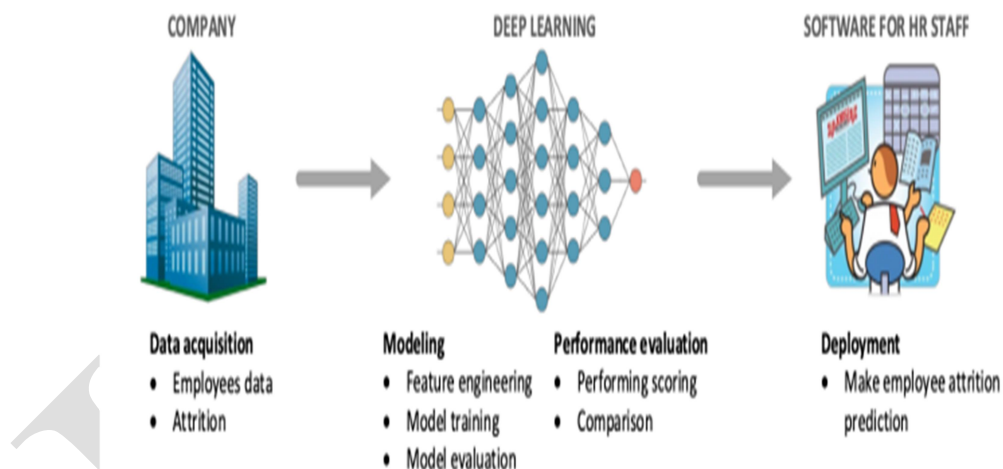 COMPANY
DEEP LEARNING
SOFTWARE FOR HR STAFF
Data acquisition
• Employees data
• Attrition
Modeling
• Feature engineering
• Model training
• Model evaluation
Performance evaluation
• Performing scoring
• Comparison
Deployment
• Make employee attrition
prediction